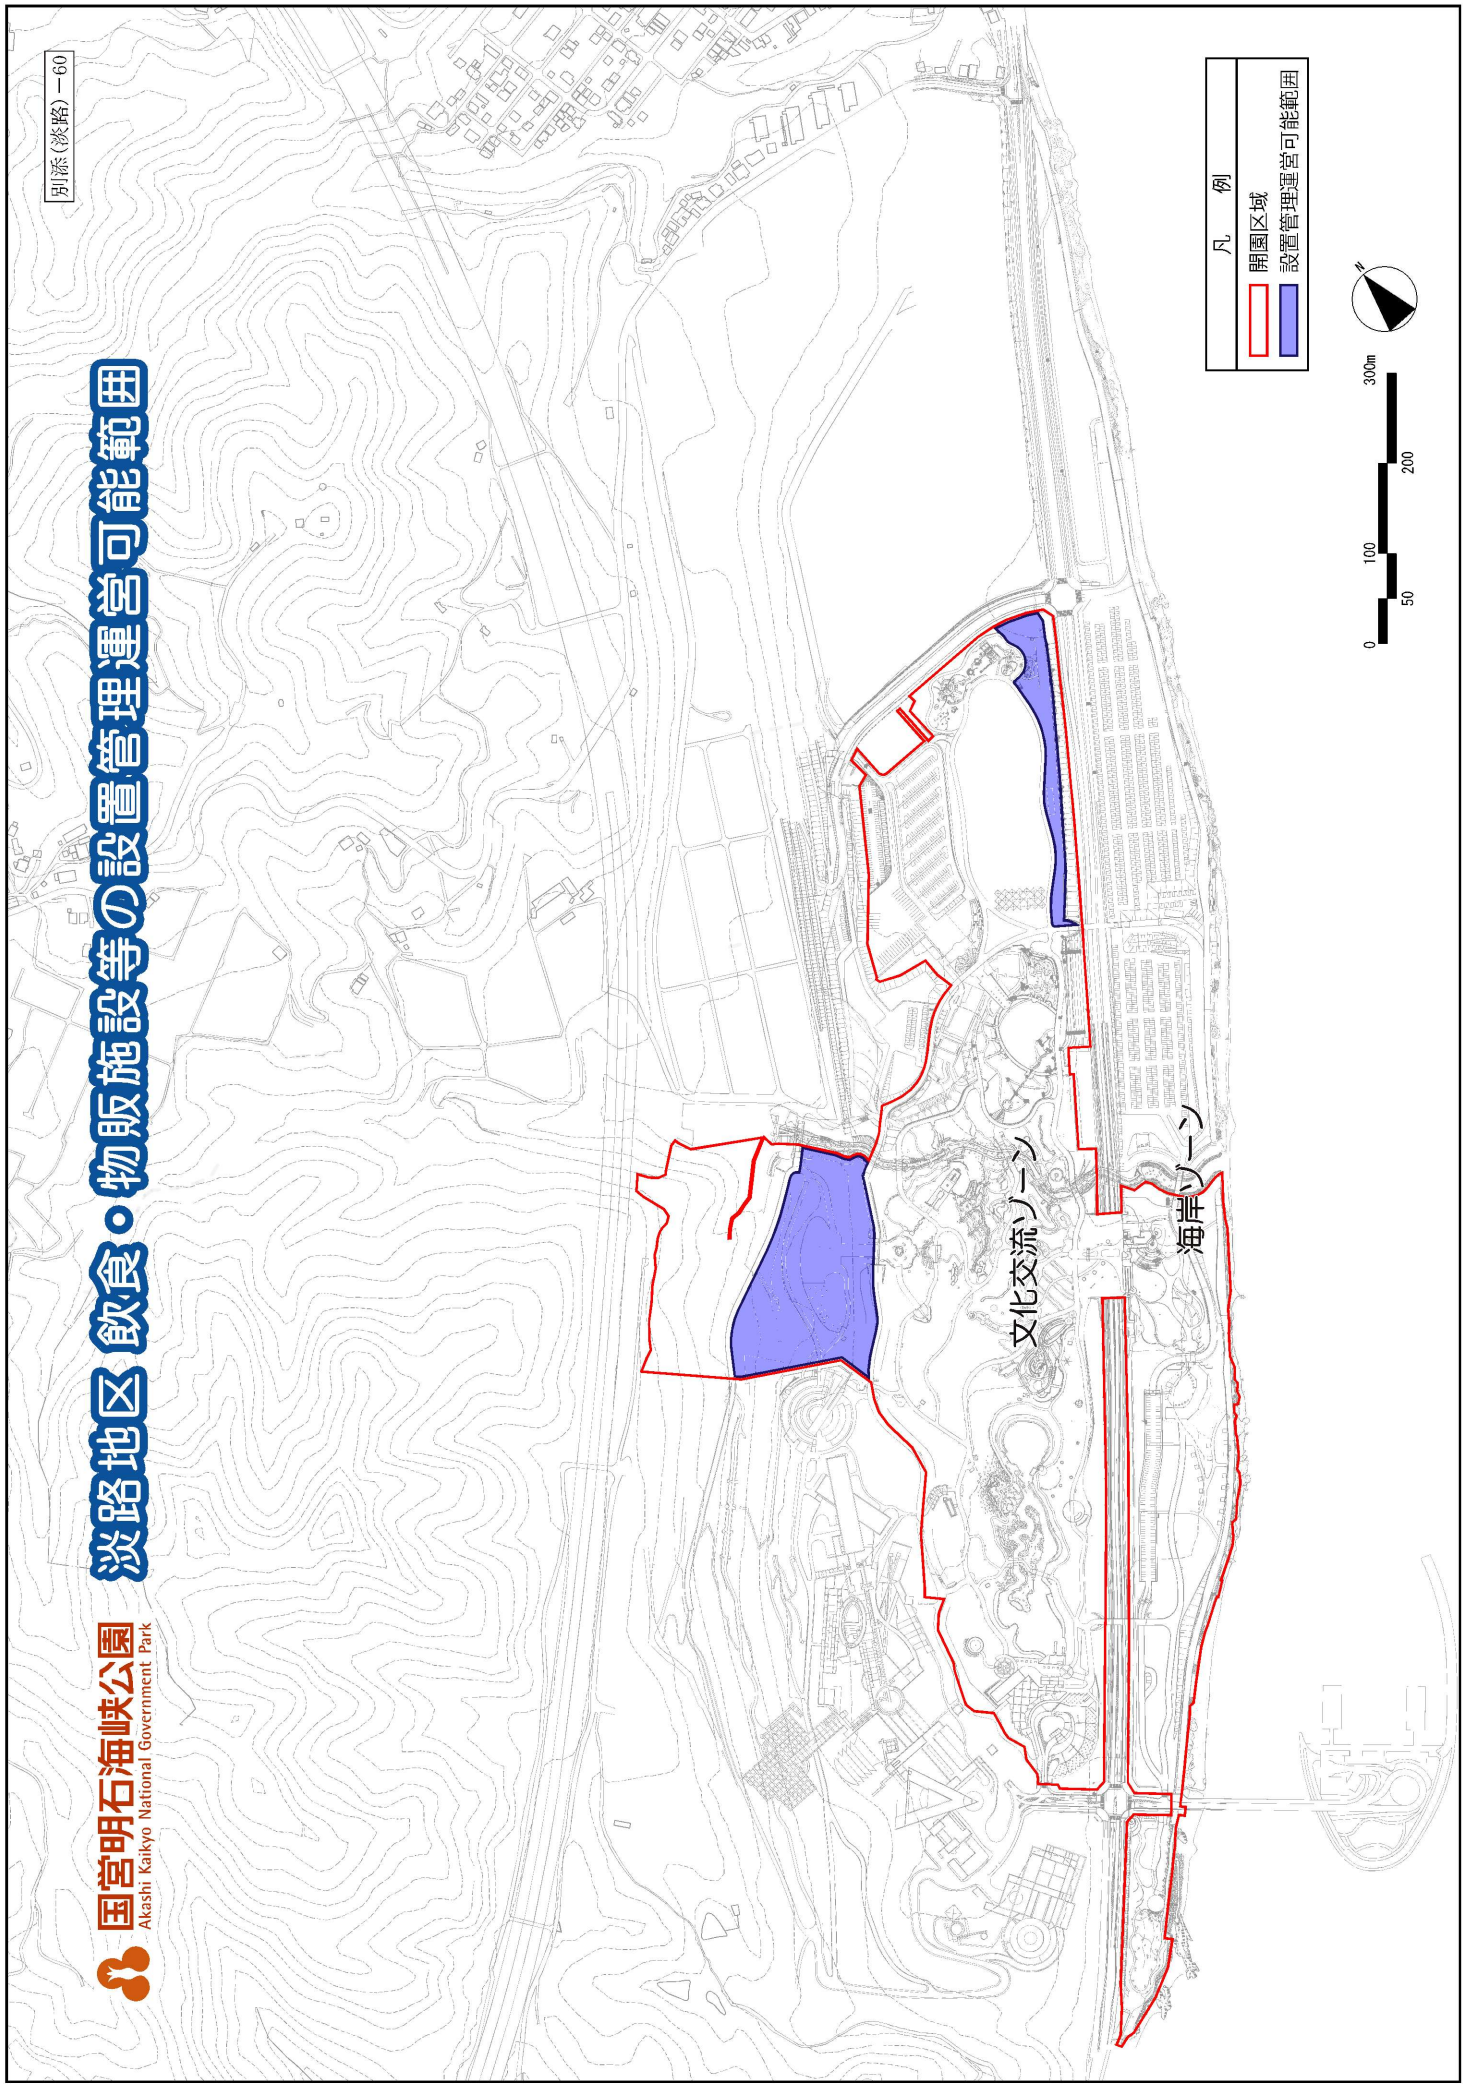 別添(淡路)-60
国営明石海峡公園
Akashi Kaikyo National Government Park
淡路地区 飲食・物販施設等の設置管理運営可能範囲
文化交流ゾーン
海岸ゾーン
凡 例
開園区域
設置管理運営可能範囲
N
0 50 100 200 300m